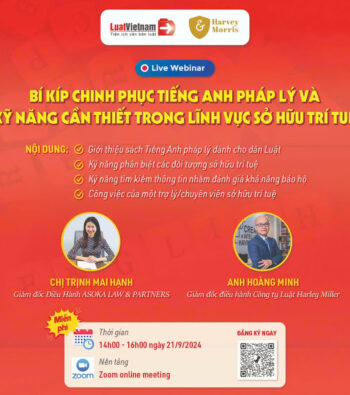 LuatVietnam
Tiện ích văn bản luật
&
Harvey
Morris
Live Webinar
BÍ KÍP CHINH PHỤC TIẾNG ANH PHÁP LÝ VÀ
KỸ NĂNG CẦN THIẾT TRONG LĨNH VỰC SỞ HỮU TRÍ TUỆ
NỘI DUNG:
Giới thiệu sách Tiếng Anh pháp lý dành cho dân Luật
Kỹ năng phân biệt các đối tượng sở hữu trí tuệ
Kỹ năng tìm kiếm thông tin nhằm đánh giá khả năng bảo hộ
Công việc của một trợ lý/chuyên viên sở hữu trí tuệ
CHỊ TRỊNH MAI HẠNH
Giám đốc Điều Hành ASOKA LAW & PARTNERS
ANH HOÀNG MINH
Giám đốc điều hành Công ty Luật Harley Miller
Miễn phí
Thời gian
14h00 - 16h00 ngày 21/9/2024
Nền tảng
zoom
Zoom online meeting
ĐĂNG KÝ NGAY